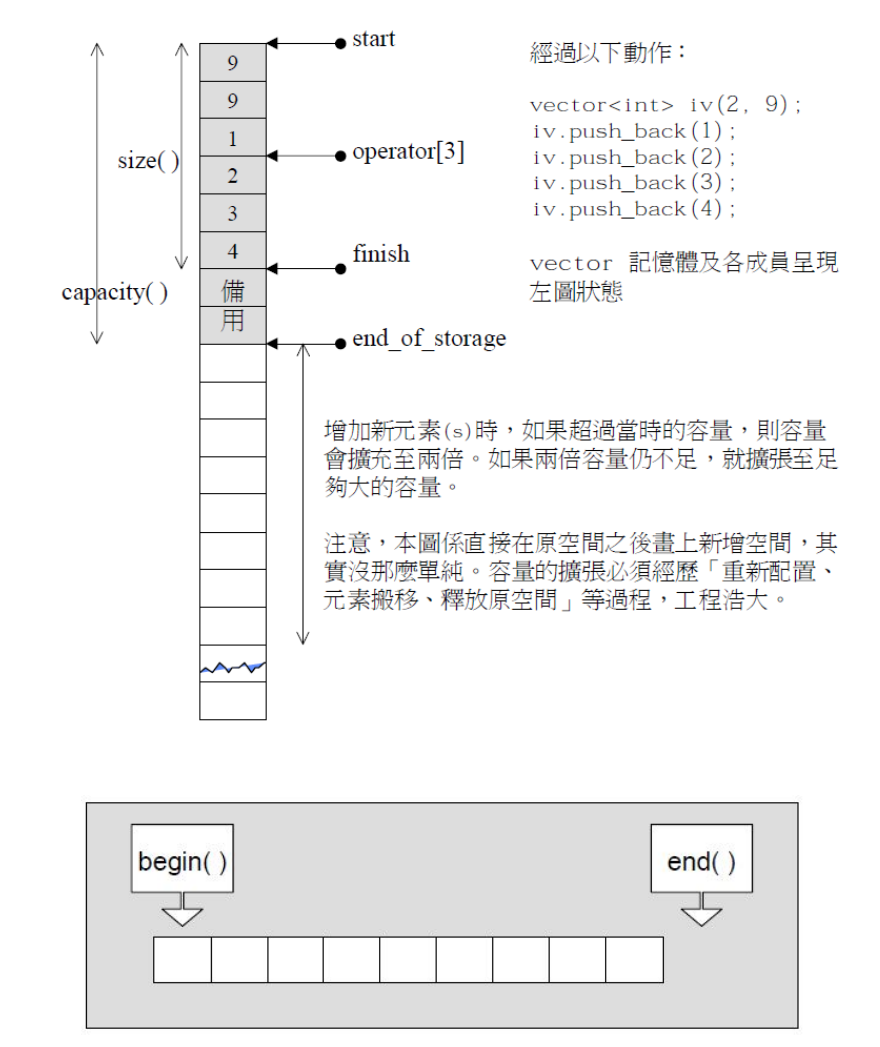 start
9
經過以下動作：
9
vector<int> iv(2, 9);
1
iv.push_back(1);
size( )
operator[3]
iv.push_back(2);
2
iv.push_back(3);
3
iv.push_back(4);
4
finish
vector 記憶體及各成員呈現
左圖狀態
capacity( )
備
用
end_of_storage
增加新元素(s)時，如果超過當時的容量，則容量
會擴充至兩倍。如果兩倍容量仍不足，就擴張至足
夠大的容量。
注意，本圖係直接在原空間之後畫上新增空間，其
實沒那麼單純。容量的擴張必須經歷「重新配置、
元素搬移、釋放原空間」等過程，工程浩大。
begin( )
end( )